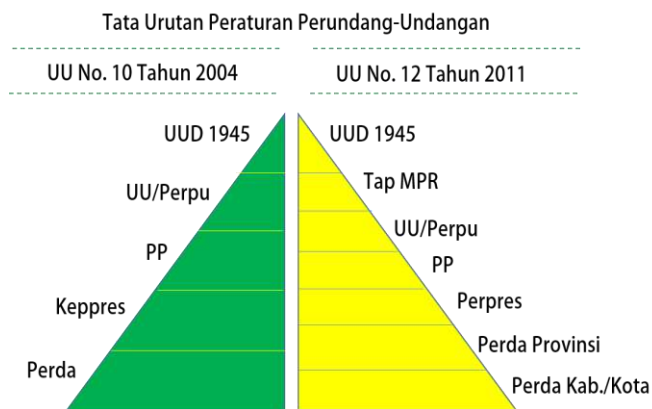 Tata Urutan Peraturan Perundang-Undangan
UU No. 10 Tahun 2004
UU No. 12 Tahun 2011
UUD 1945
UU/Perpu
PP
Keppres
Perda
UUD 1945
Tap MPR
UU/Perpu
PP
Perpres
Perda Provinsi
Perda Kab./Kota